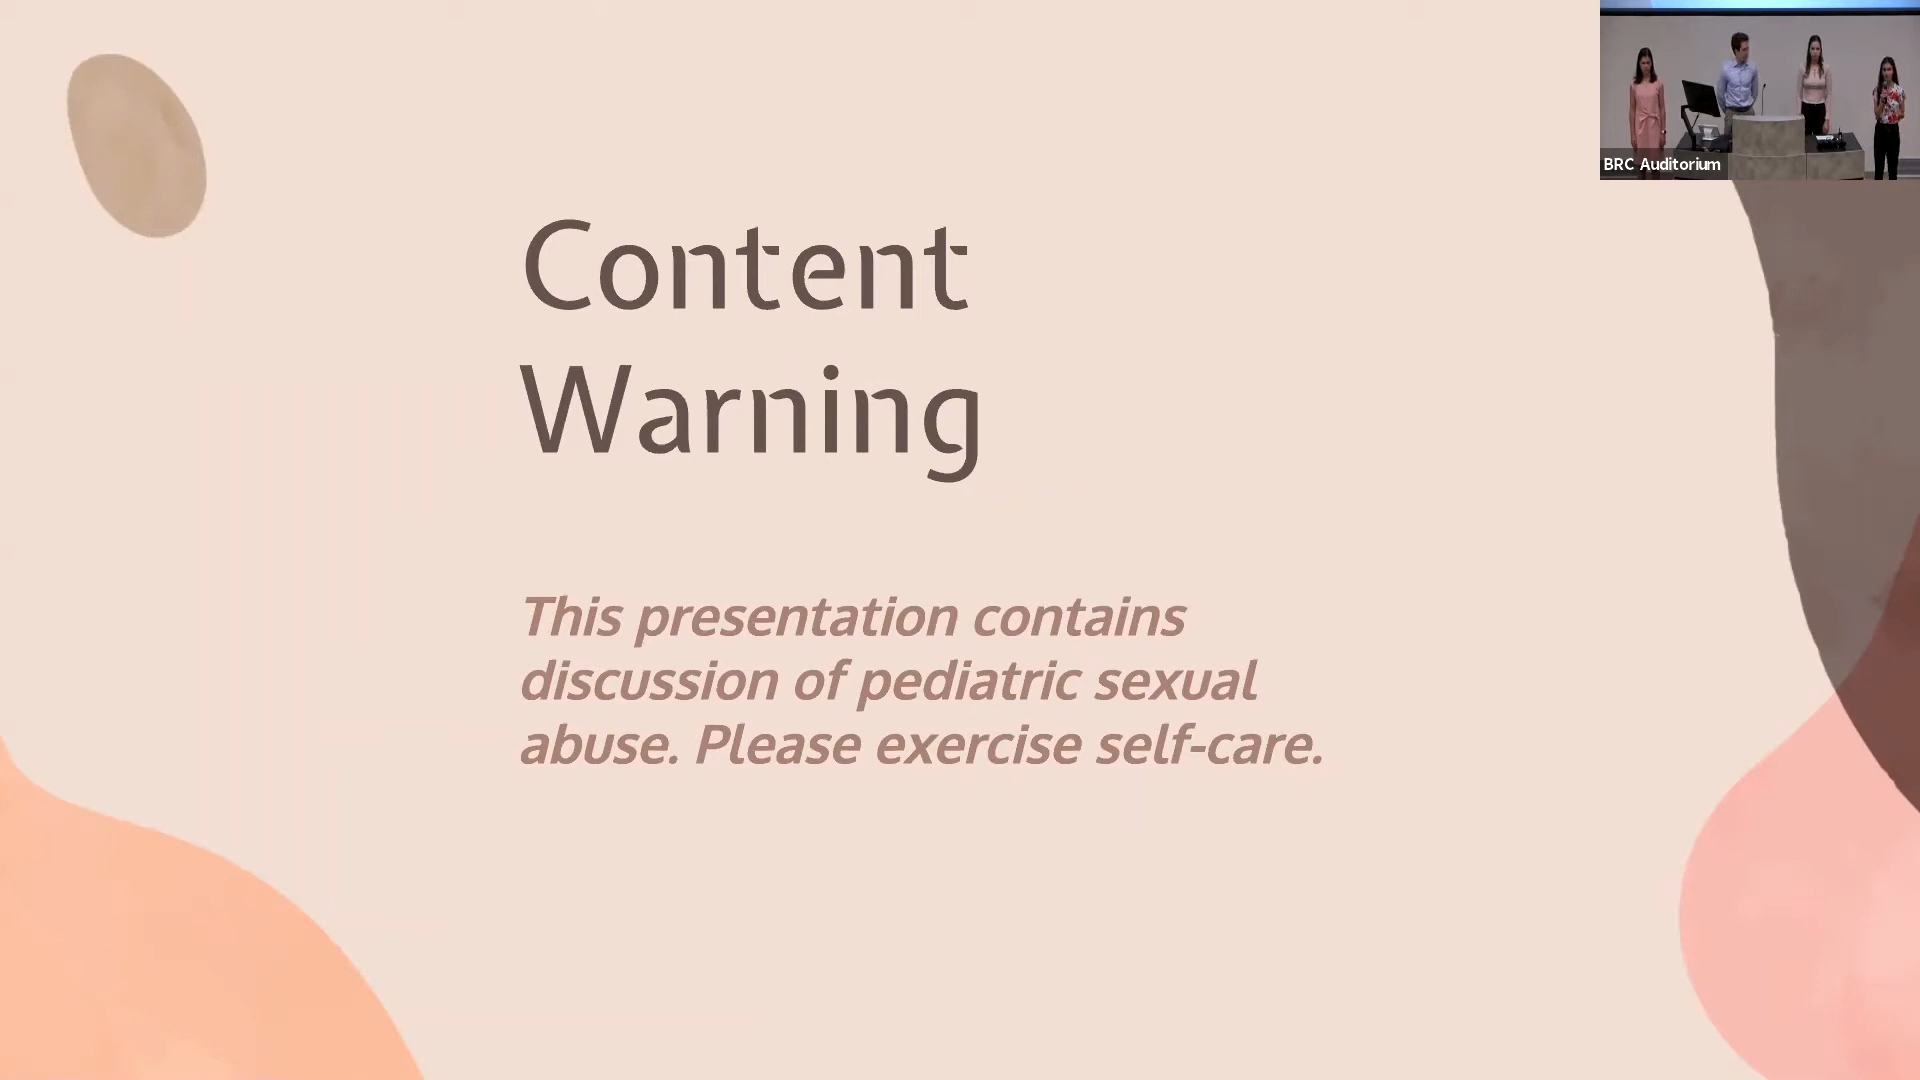 Content
Warning
This presentation contains
discussion of pediatric sexual
abuse. Please exercise self-care.
BRC Auditorium